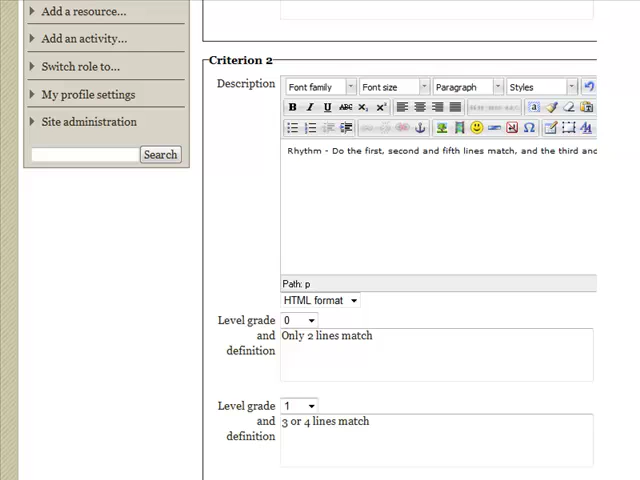 Add a resource...
Add an activity...
Switch role to...
My profile settings
Site administration
Search
Criterion 2
Description
Font family Font size Paragraph Styles
B I U ABC x₂ x²
Rhythm - Do the first, second and fifth lines match, and the third and
Path: p
HTML format
Level grade and definition 0
Only 2 lines match
Level grade and definition 1
3 or 4 lines match